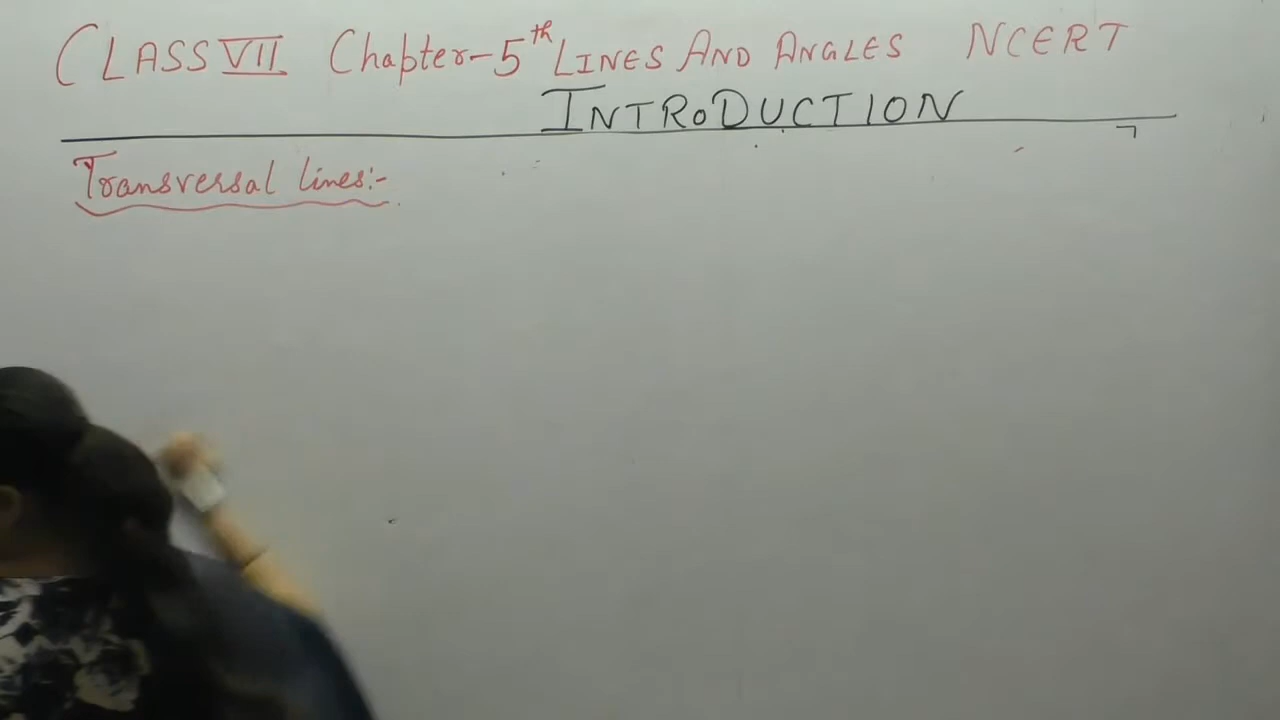 CLASS VII Chapter-5th LINES AND ANGLES NCERT
INTRODUCTION
Transversal lines:-